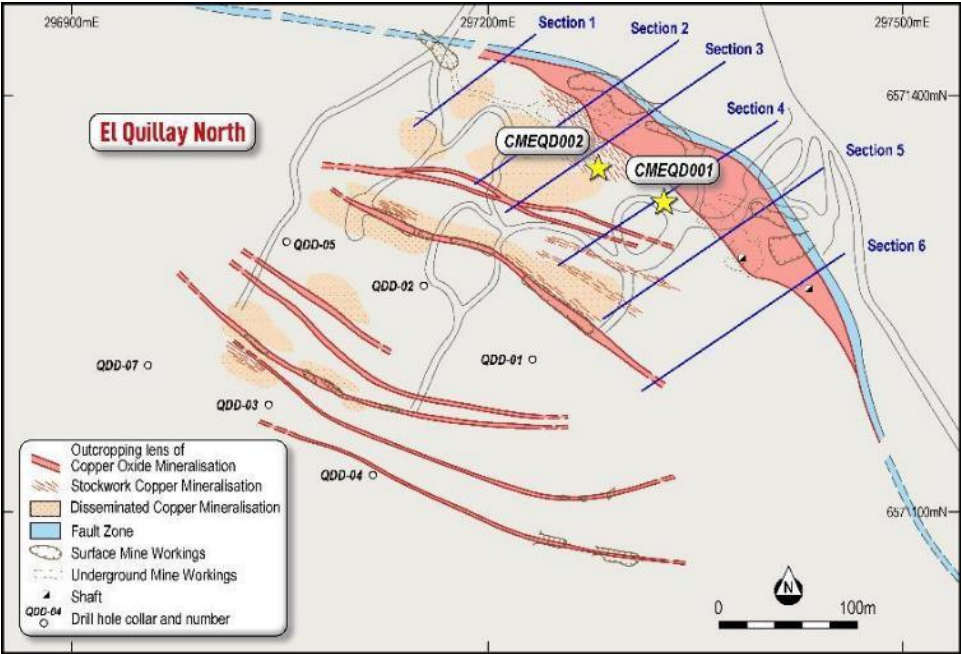 296900mE
297200mE
297500mE
Section 1
Section 2
Section 3
6571400mN
Section 4
El Quillay North
CMEQD002
CMEQD001
Section 5
Section 6
QDD-05
QDD-02
QDD-01
QDD-07
QDD-03
QDD-04
6571100mN
Outcropping lens of
Copper Oxide Mineralisation
Stockwork Copper Mineralisation
Disseminated Copper Mineralisation
Fault Zone
Surface Mine Workings
Underground Mine Workings
Shaft
QDD-04
Drill hole collar and number
N
0
100m